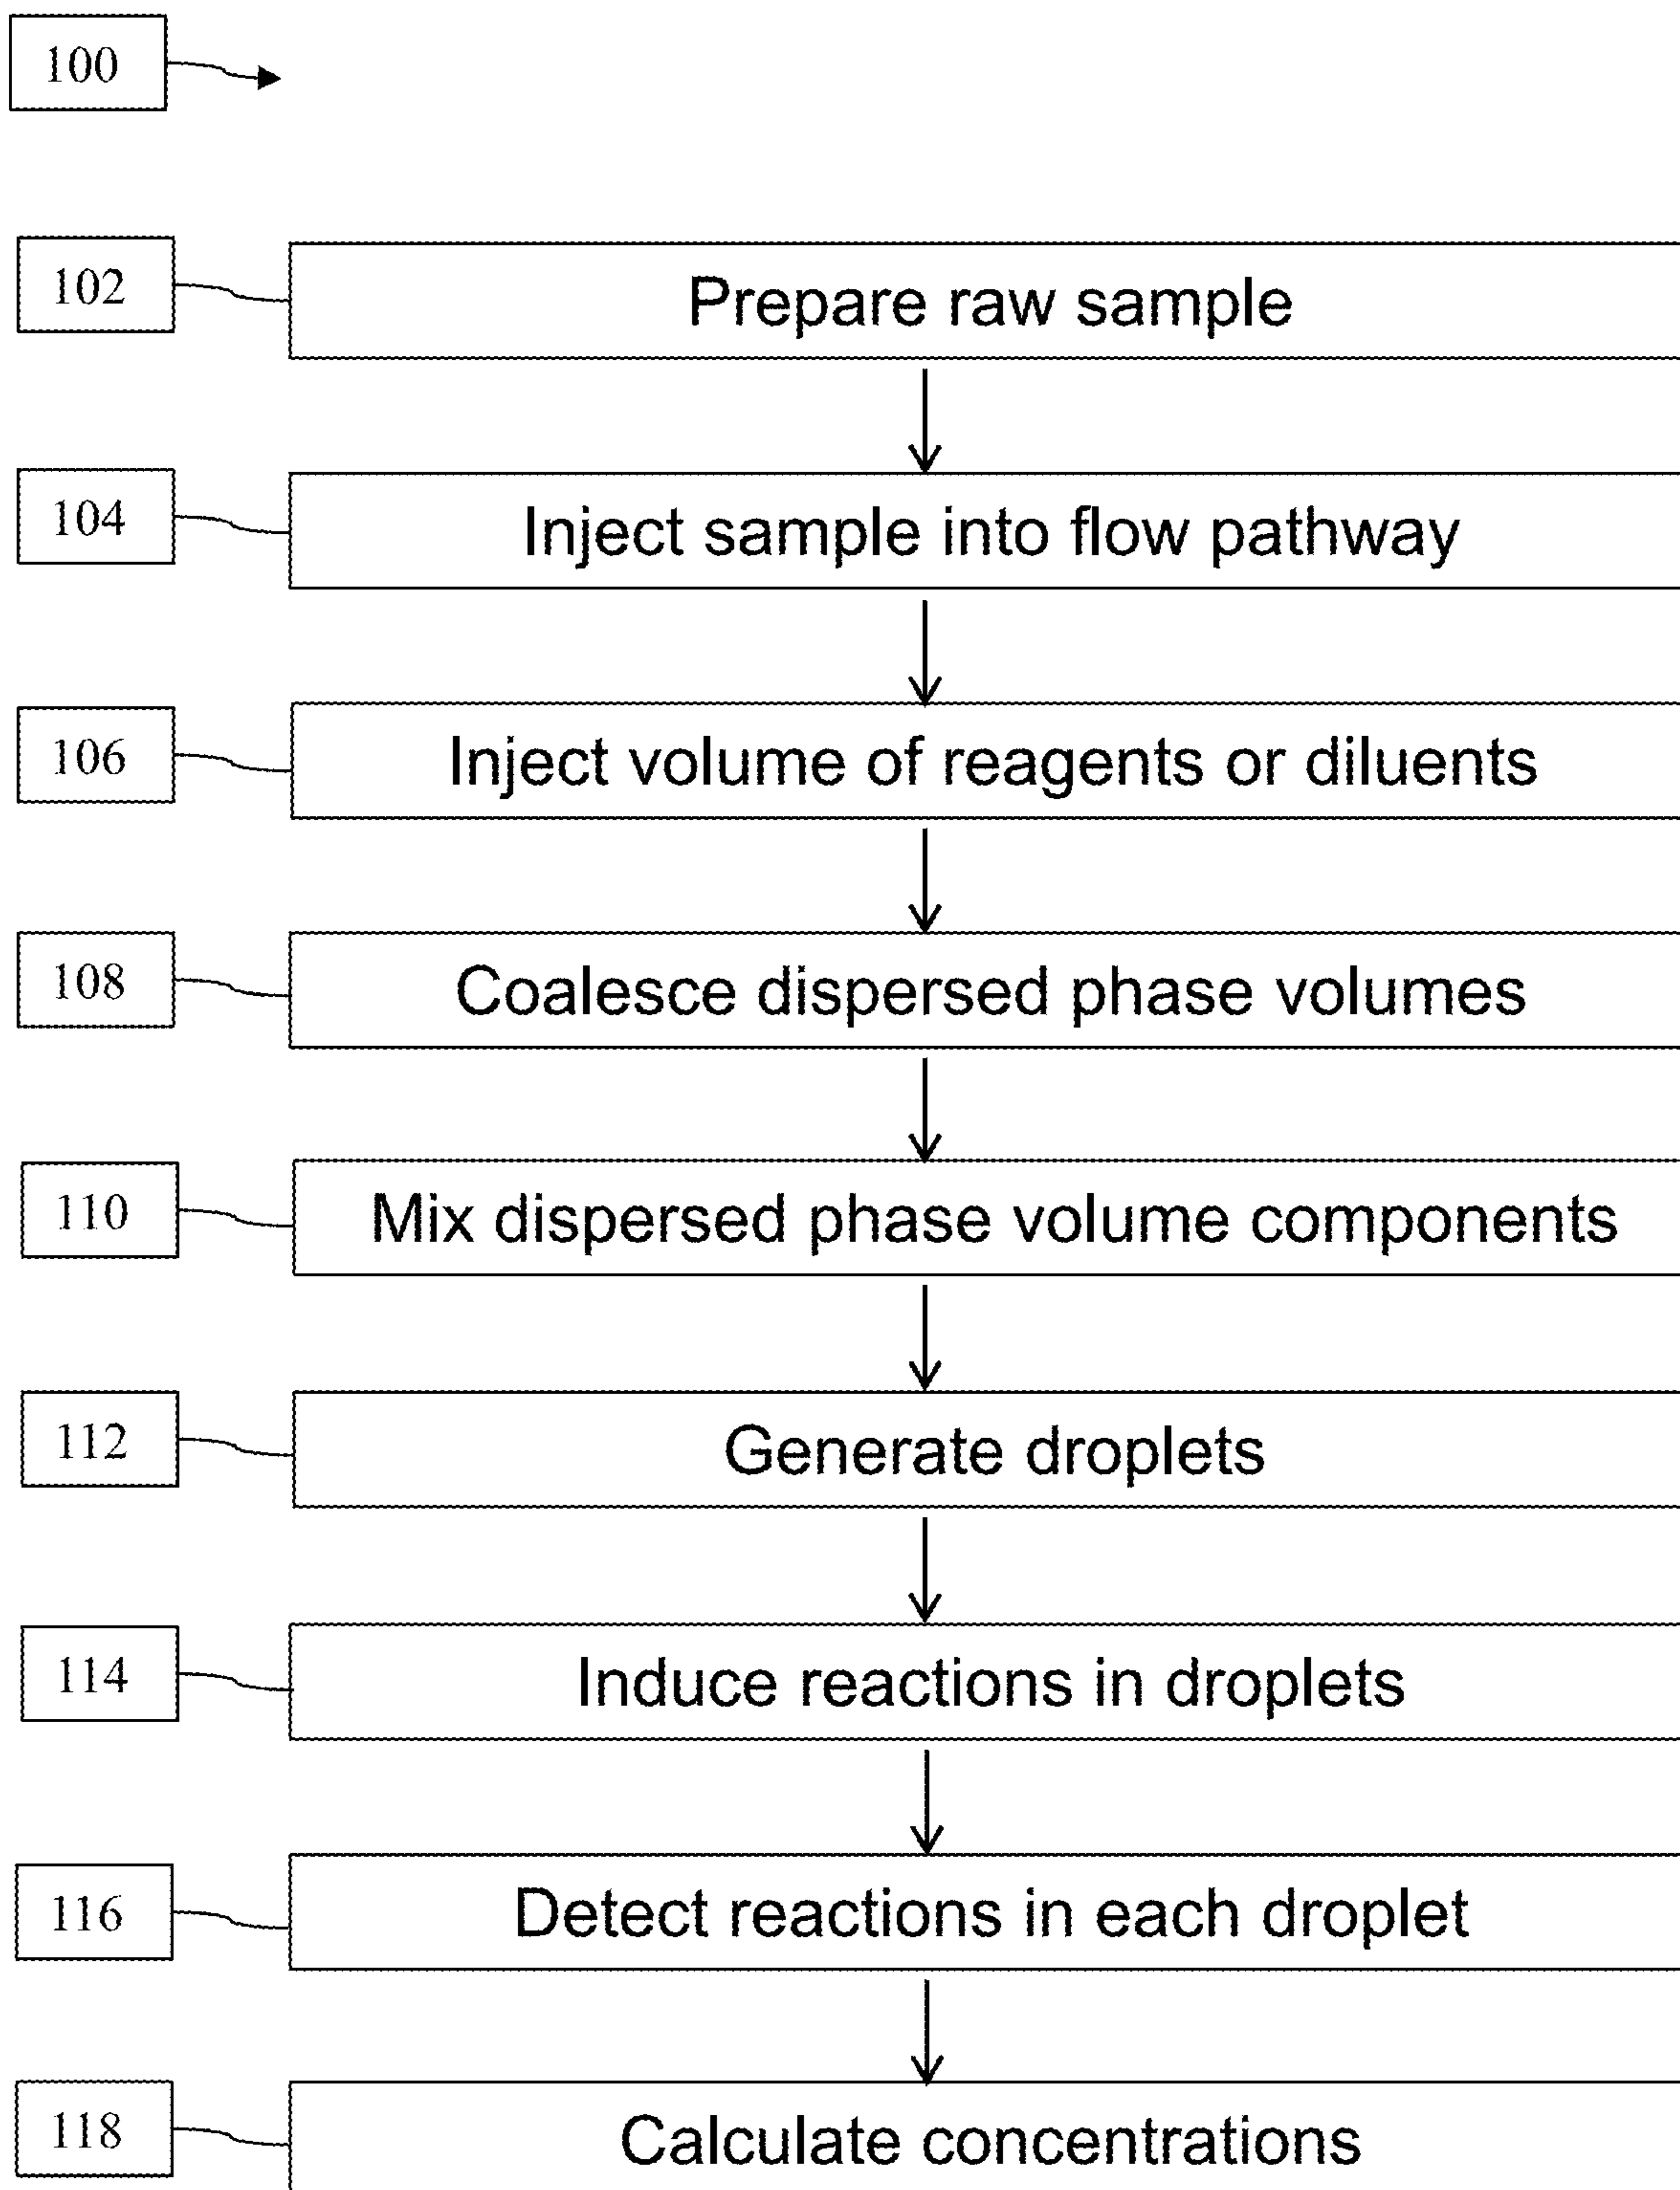 100
102
Prepare raw sample
104
Inject sample into flow pathway
106
Inject volume of reagents or diluents
108
Coalesce dispersed phase volumes
110
Mix dispersed phase volume components
112
Generate droplets
114
Induce reactions in droplets
116
Detect reactions in each droplet
118
Calculate concentrations